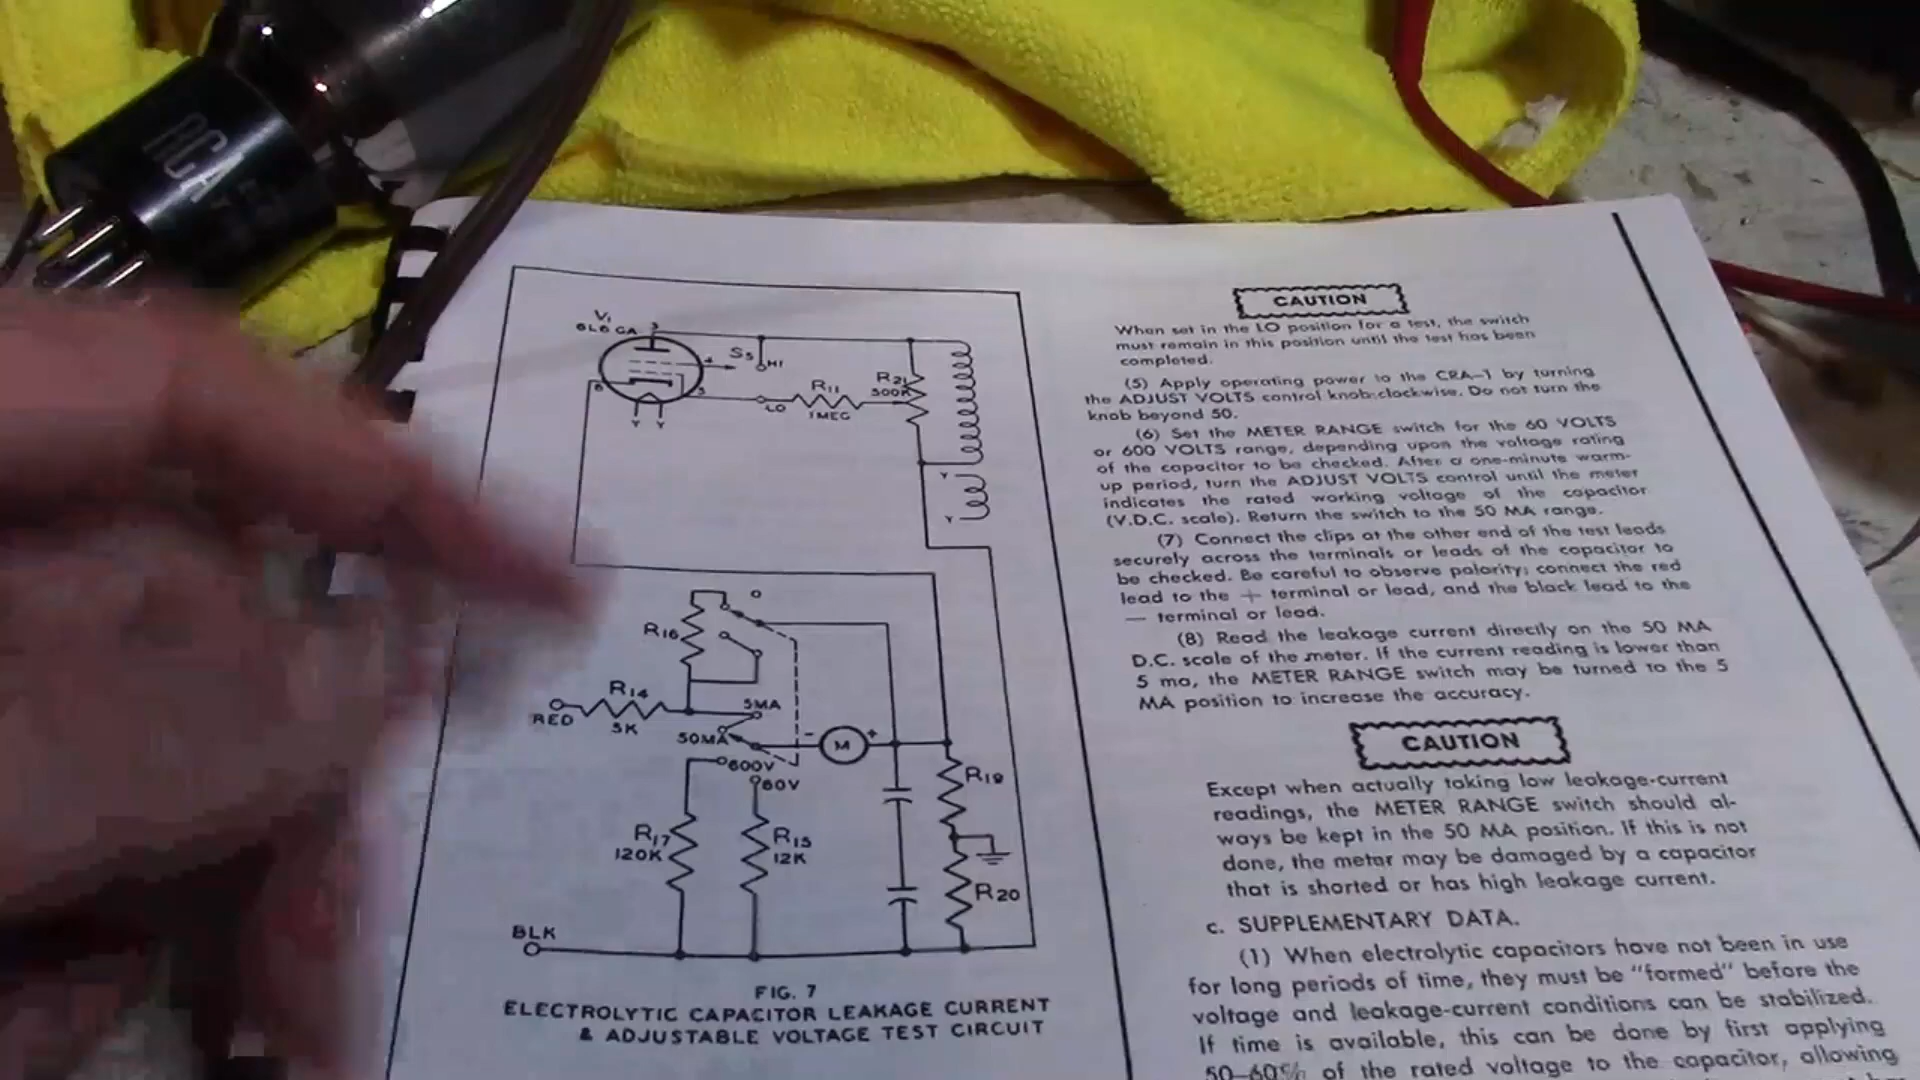 RCA
V1
6L6 GA
3
4
S5
HI
8
5
LO
R11
1MEG
R21
500K
Y Y
Y
Y
R16
R14
5K
RED
5MA
50MA
600V
60V
- M +
R19
R17
120K
R15
12K
R20
BLK
FIG. 7
ELECTROLYTIC CAPACITOR LEAKAGE CURRENT
& ADJUSTABLE VOLTAGE TEST CIRCUIT
CAUTION
When set in the LO position for a test, the switch
must remain in this position until the test has been
completed.
(5) Apply operating power to the CRA-1 by turning
the ADJUST VOLTS control knob clockwise. Do not turn the
knob beyond 50.
(6) Set the METER RANGE switch for the 60 VOLTS
or 600 VOLTS range, depending upon the voltage rating
of the capacitor to be checked. After a one-minute warm-
up period, turn the ADJUST VOLTS control until the meter
indicates the rated working voltage of the capacitor
(V.D.C. scale). Return the switch to the 50 MA range.
(7) Connect the clips at the other end of the test leads
securely across the terminals or leads of the capacitor to
be checked. Be careful to observe polarity; connect the red
lead to the + terminal or lead, and the black lead to the
— terminal or lead.
(8) Read the leakage current directly on the 50 MA
D.C. scale of the meter. If the current reading is lower than
5 ma, the METER RANGE switch may be turned to the 5
MA position to increase the accuracy.
CAUTION
Except when actually taking low leakage-current
readings, the METER RANGE switch should al-
ways be kept in the 50 MA position. If this is not
done, the meter may be damaged by a capacitor
that is shorted or has high leakage current.
c. SUPPLEMENTARY DATA.
(1) When electrolytic capacitors have not been in use
for long periods of time, they must be "formed" before the
voltage and leakage-current conditions can be stabilized.
If time is available, this can be done by first applying
50-60% of the rated voltage to the capacitor, allowing